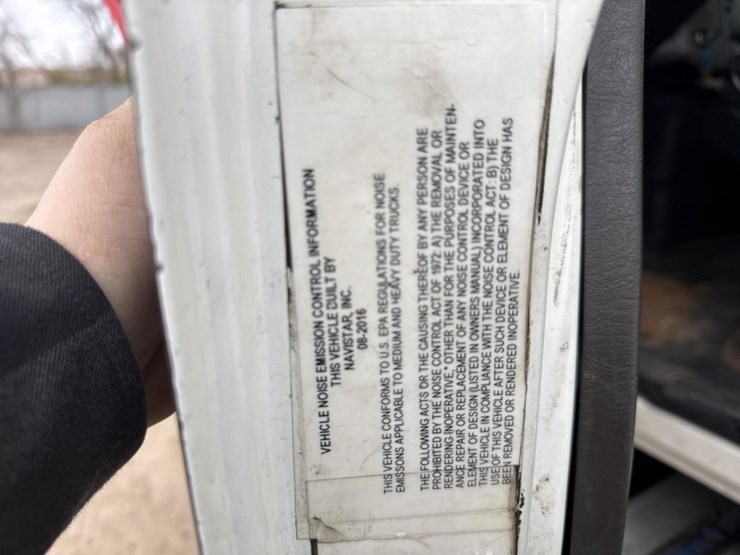 VEHICLE NOISE EMISSION CONTROL INFORMATION
THIS VEHICLE BUILT BY
NAVISTAR, INC.
08-2016
THIS VEHICLE CONFORMS TO U.S. EPA REGULATIONS FOR NOISE
EMISSONS APPLICABLE TO MEDIUM AND HEAVY DUTY TRUCKS.
THE FOLLOWING ACTS OR THE CAUSING THEREOF BY ANY PERSON ARE
PROHIBITED BY THE NOISE CONTROL ACT OF 1972: A) THE REMOVAL OR
RENDERING INOPERATIVE, OTHER THAN FOR THE PURPOSES OF MAINTEN-
ANCE REPAIR OR REPLACEMENT OF ANY NOISE CONTROL DEVICE OR
ELEMENT OF DESIGN (LISTED IN OWNERS MANUAL) INCORPORATED INTO
THIS VEHICLE IN COMPLIANCE WITH THE NOISE CONTROL ACT: B) THE
USE OF THIS VEHICLE AFTER SUCH DEVICE OR ELEMENT OF DESIGN HAS
BEEN REMOVED OR RENDERED INOPERATIVE.